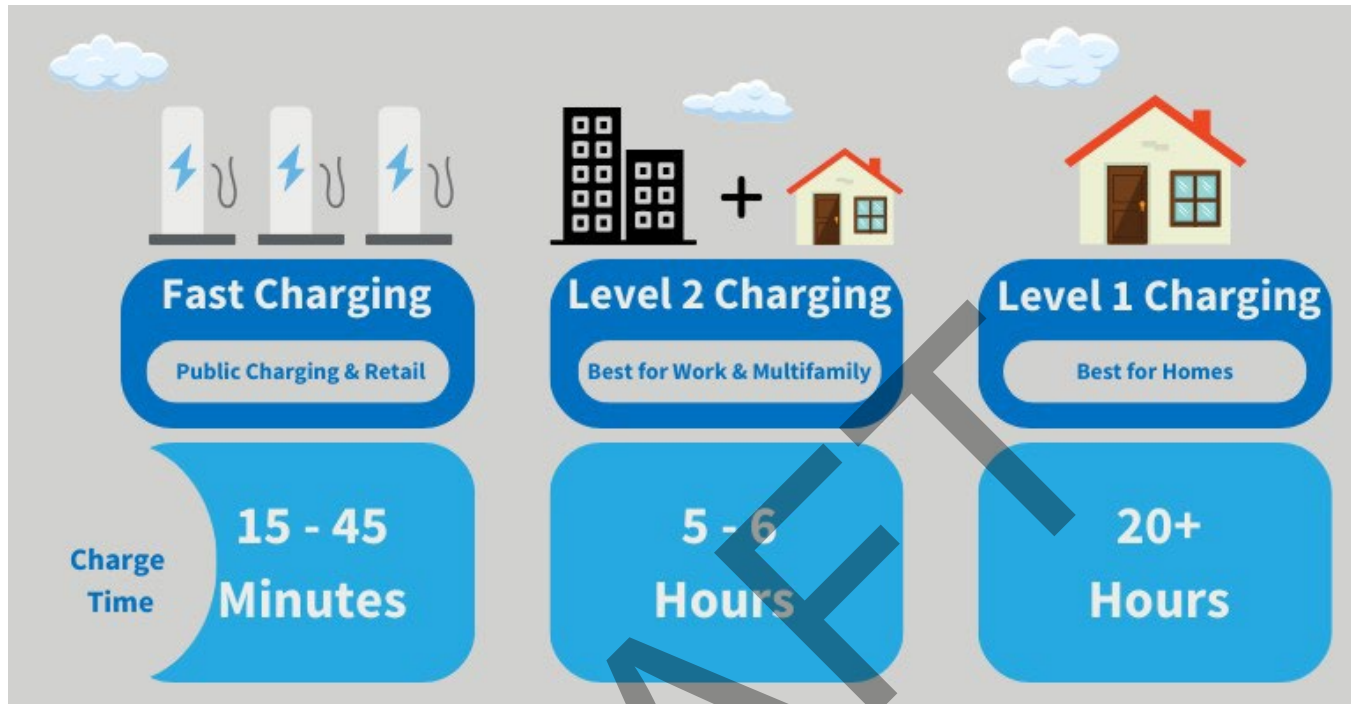 Fast Charging
Public Charging & Retail
Level 2 Charging
Best for Work & Multifamily
Level 1 Charging
Best for Homes
Charge
Time
15 - 45
Minutes
5 - 6
Hours
20+
Hours
AFT